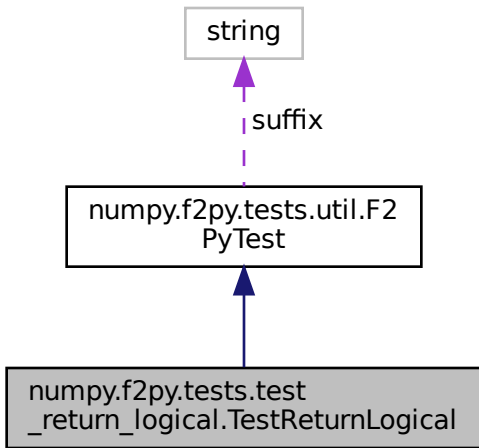 string
suffix
numpy.f2py.tests.util.F2
PyTest
numpy.f2py.tests.test
_return_logical.TestReturnLogical